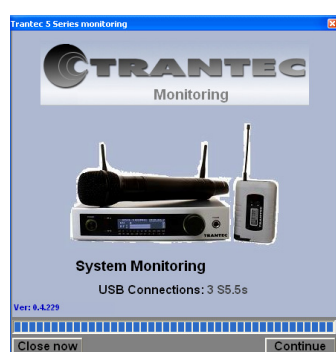 Trantec 5 Series monitoring
TRANTEC
Monitoring
TRANTEC
System Monitoring
USB Connections: 3 S5.5s
Ver: 0.4.229
Close now
Continue